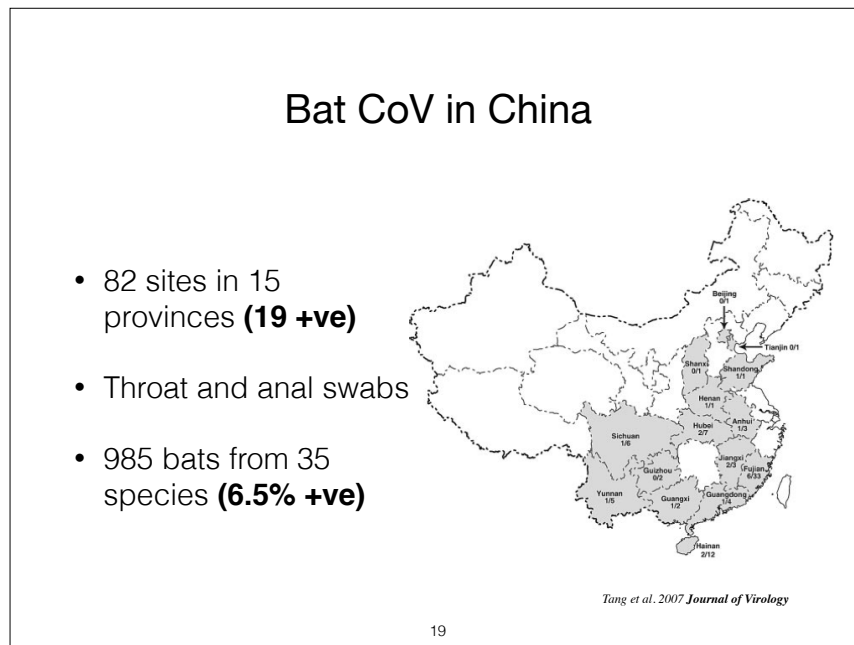 Bat CoV in China
• 82 sites in 15
provinces (19 +ve)
• Throat and anal swabs
• 985 bats from 35
species (6.5% +ve)
Beijing
0/1
Tianjin 0/1
Shanxi
0/1
Shandong
1/1
Henan
1/1
Anhui
1/3
Hubei
2/7
Sichuan
1/6
Jiangxi
2/3
Fujian
6/33
Guizhou
0/2
Yunnan
1/5
Guangxi
1/2
Guangdong
1/4
Hainan
2/12
Tang et al. 2007 Journal of Virology
19